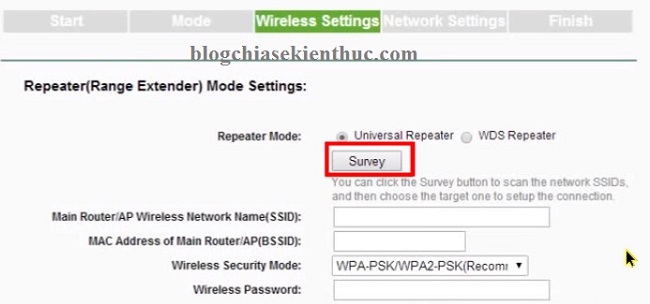 Start Mode Wireless Settings Network Settings Finish
blogchiasekienthuc.com
Repeater(Range Extender) Mode Settings:
Repeater Mode: Universal Repeater WDS Repeater
Survey
You can click the Survey button to scan the network SSIDs,
and then choose the target one to setup the connection.
Main Router/AP Wireless Network Name(SSID):
MAC Address of Main Router/AP(BSSID):
Wireless Security Mode: WPA-PSK/WPA2-PSK(Recomm
Wireless Password: